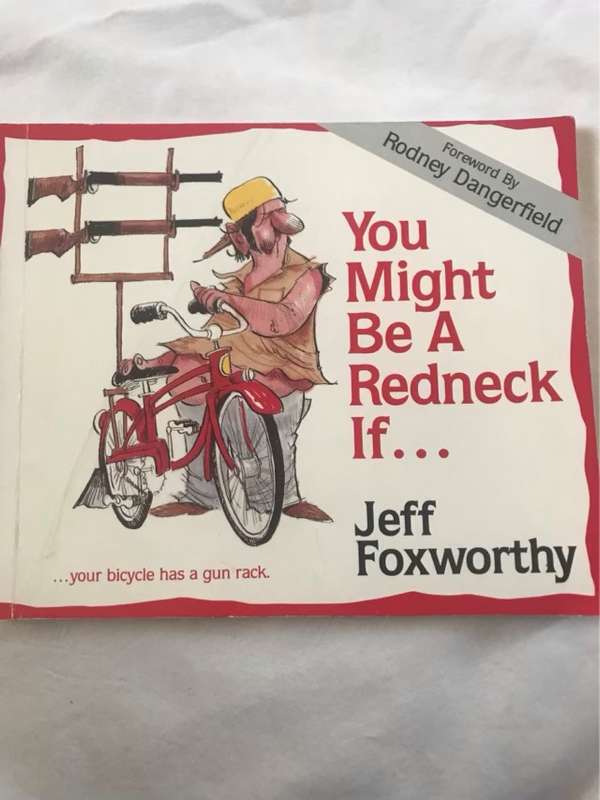 Foreword By
Rodney Dangerfield
You
Might
Be A
Redneck
If...
Jeff
Foxworthy
...your bicycle has a gun rack.